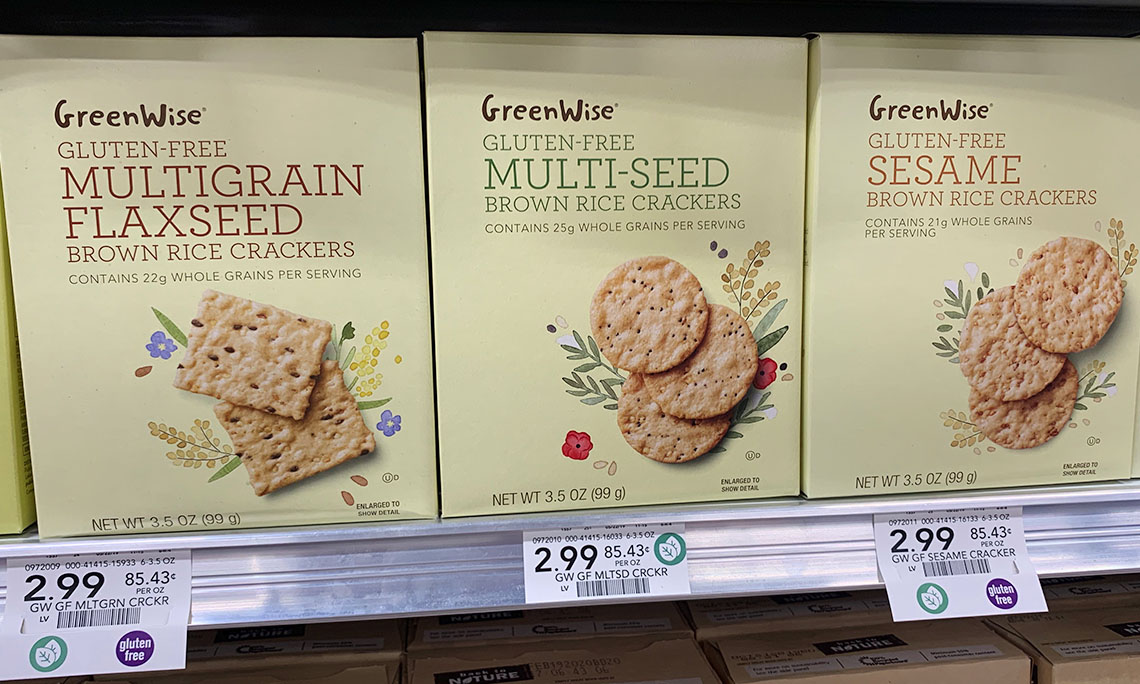 GreenWise®
GLUTEN-FREE
MULTIGRAIN
FLAXSEED
BROWN RICE CRACKERS
CONTAINS 22g WHOLE GRAINS PER SERVING
U D
ENLARGED TO
SHOW DETAIL
NET WT 3.5 OZ (99 g)
GreenWise®
GLUTEN-FREE
MULTI-SEED
BROWN RICE CRACKERS
CONTAINS 25g WHOLE GRAINS PER SERVING
U D
ENLARGED TO
SHOW DETAIL
NET WT 3.5 OZ (99g)
GreenWise®
GLUTEN-FREE
SESAME
BROWN RICE CRACKERS
CONTAINS 21g WHOLE GRAINS
PER SERVING
U D
ENLARGED TO
SHOW DETAIL
NET WT 3.5 OZ (99g)
0972009 000-41415-15933 6-3.5 OZ
2.99 85.43¢
PER OZ
GW GF MLTGRN CRCKR
LV
gluten
free
0972010 000-41415-16033 6-3.5 OZ
2.99 85.43¢
PER OZ
GW GF MLTSD CRCKR
LV
0972011 000-41415-16133 6-3.5 OZ
2.99 85.43¢
PER OZ
GW GF SESAME CRACKER
LV
gluten
free
NATURE
back to
NATURE
NATURE